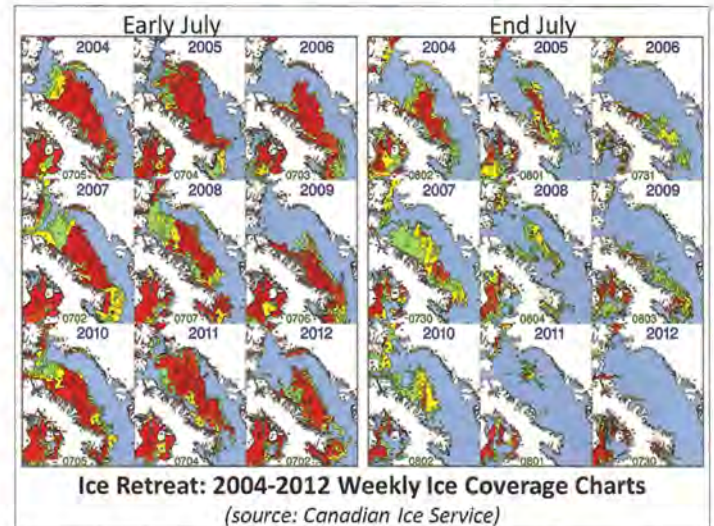 Early July End July
2004 2005 2006 2004 2005 2006
0705 0704 0703 0802 0801 0731
2007 2008 2009 2007 2008 2009
0702 0707 0706 0730 0804 0803
2010 2011 2012 2010 2011 2012
0705 0704 0702 0802 0801 0730
Ice Retreat: 2004-2012 Weekly Ice Coverage Charts
(source: Canadian Ice Service)